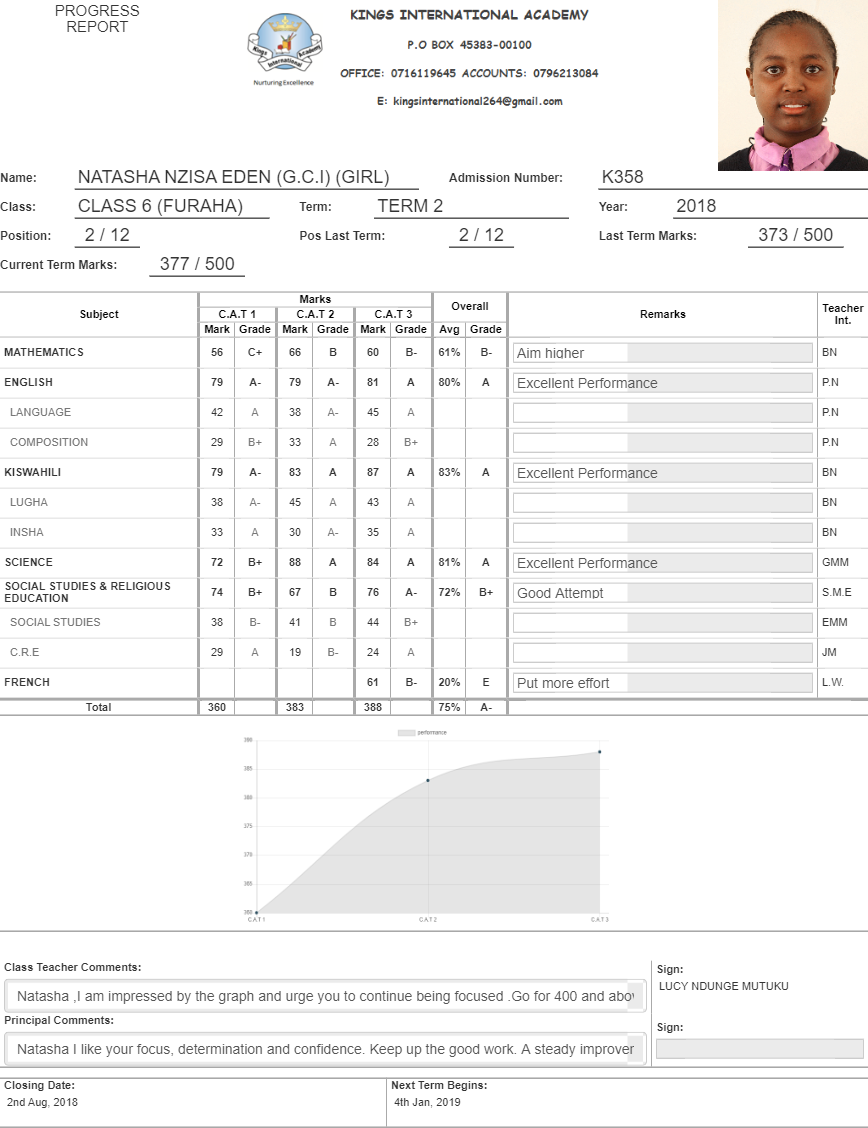 PROGRESS
REPORT
KINGS INTERNATIONAL ACADEMY
P.O BOX 45383-00100
OFFICE: 0716119645 ACCOUNTS: 0796213084
E: kingsinternational264@gmail.com
Kings Academy
International
Nurturing Excellence
Name: NATASHA NZISA EDEN (G.C.I) (GIRL) Admission Number: K358
Class: CLASS 6 (FURAHA) Term: TERM 2 Year: 2018
Position: 2 / 12 Pos Last Term: 2 / 12 Last Term Marks: 373 / 500
Current Term Marks: 377 / 500
Subject Marks Overall Remarks Teacher Int.
C.A.T 1 C.A.T 2 C.A.T 3
Mark Grade Mark Grade Mark Grade Avg Grade
MATHEMATICS 56 C+ 66 B 60 B- 61% B- Aim higher BN
ENGLISH 79 A- 79 A- 81 A 80% A Excellent Performance P.N
LANGUAGE 42 A 38 A- 45 A P.N
COMPOSITION 29 B+ 33 A 28 B+ P.N
KISWAHILI 79 A- 83 A 87 A 83% A Excellent Performance BN
LUGHA 38 A- 45 A 43 A BN
INSHA 33 A 30 A- 35 A BN
SCIENCE 72 B+ 88 A 84 A 81% A Excellent Performance GMM
SOCIAL STUDIES & RELIGIOUS
EDUCATION 74 B+ 67 B 76 A- 72% B+ Good Attempt S.M.E
SOCIAL STUDIES 38 B- 41 B 44 B+ EMM
C.R.E 29 A 19 B- 24 A JM
FRENCH 61 B- 20% E Put more effort L.W.
Total 360 383 388 75% A-
performance
390
385
380
375
370
365
360
C.A.T 1 C.A.T 2 C.A.T 3
Class Teacher Comments:
Natasha ,I am impressed by the graph and urge you to continue being focused .Go for 400 and abov
Sign:
LUCY NDUNGE MUTUKU
Principal Comments:
Natasha I like your focus, determination and confidence. Keep up the good work. A steady improver
Sign:
Closing Date: Next Term Begins:
2nd Aug, 2018 4th Jan, 2019